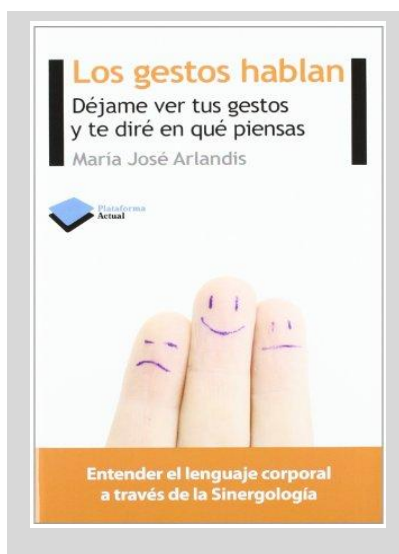 Los gestos hablan
Déjame ver tus gestos
y te diré en qué piensas
María José Arlandis
Plataforma
Actual
Entender el lenguaje corporal
a través de la Sinergología